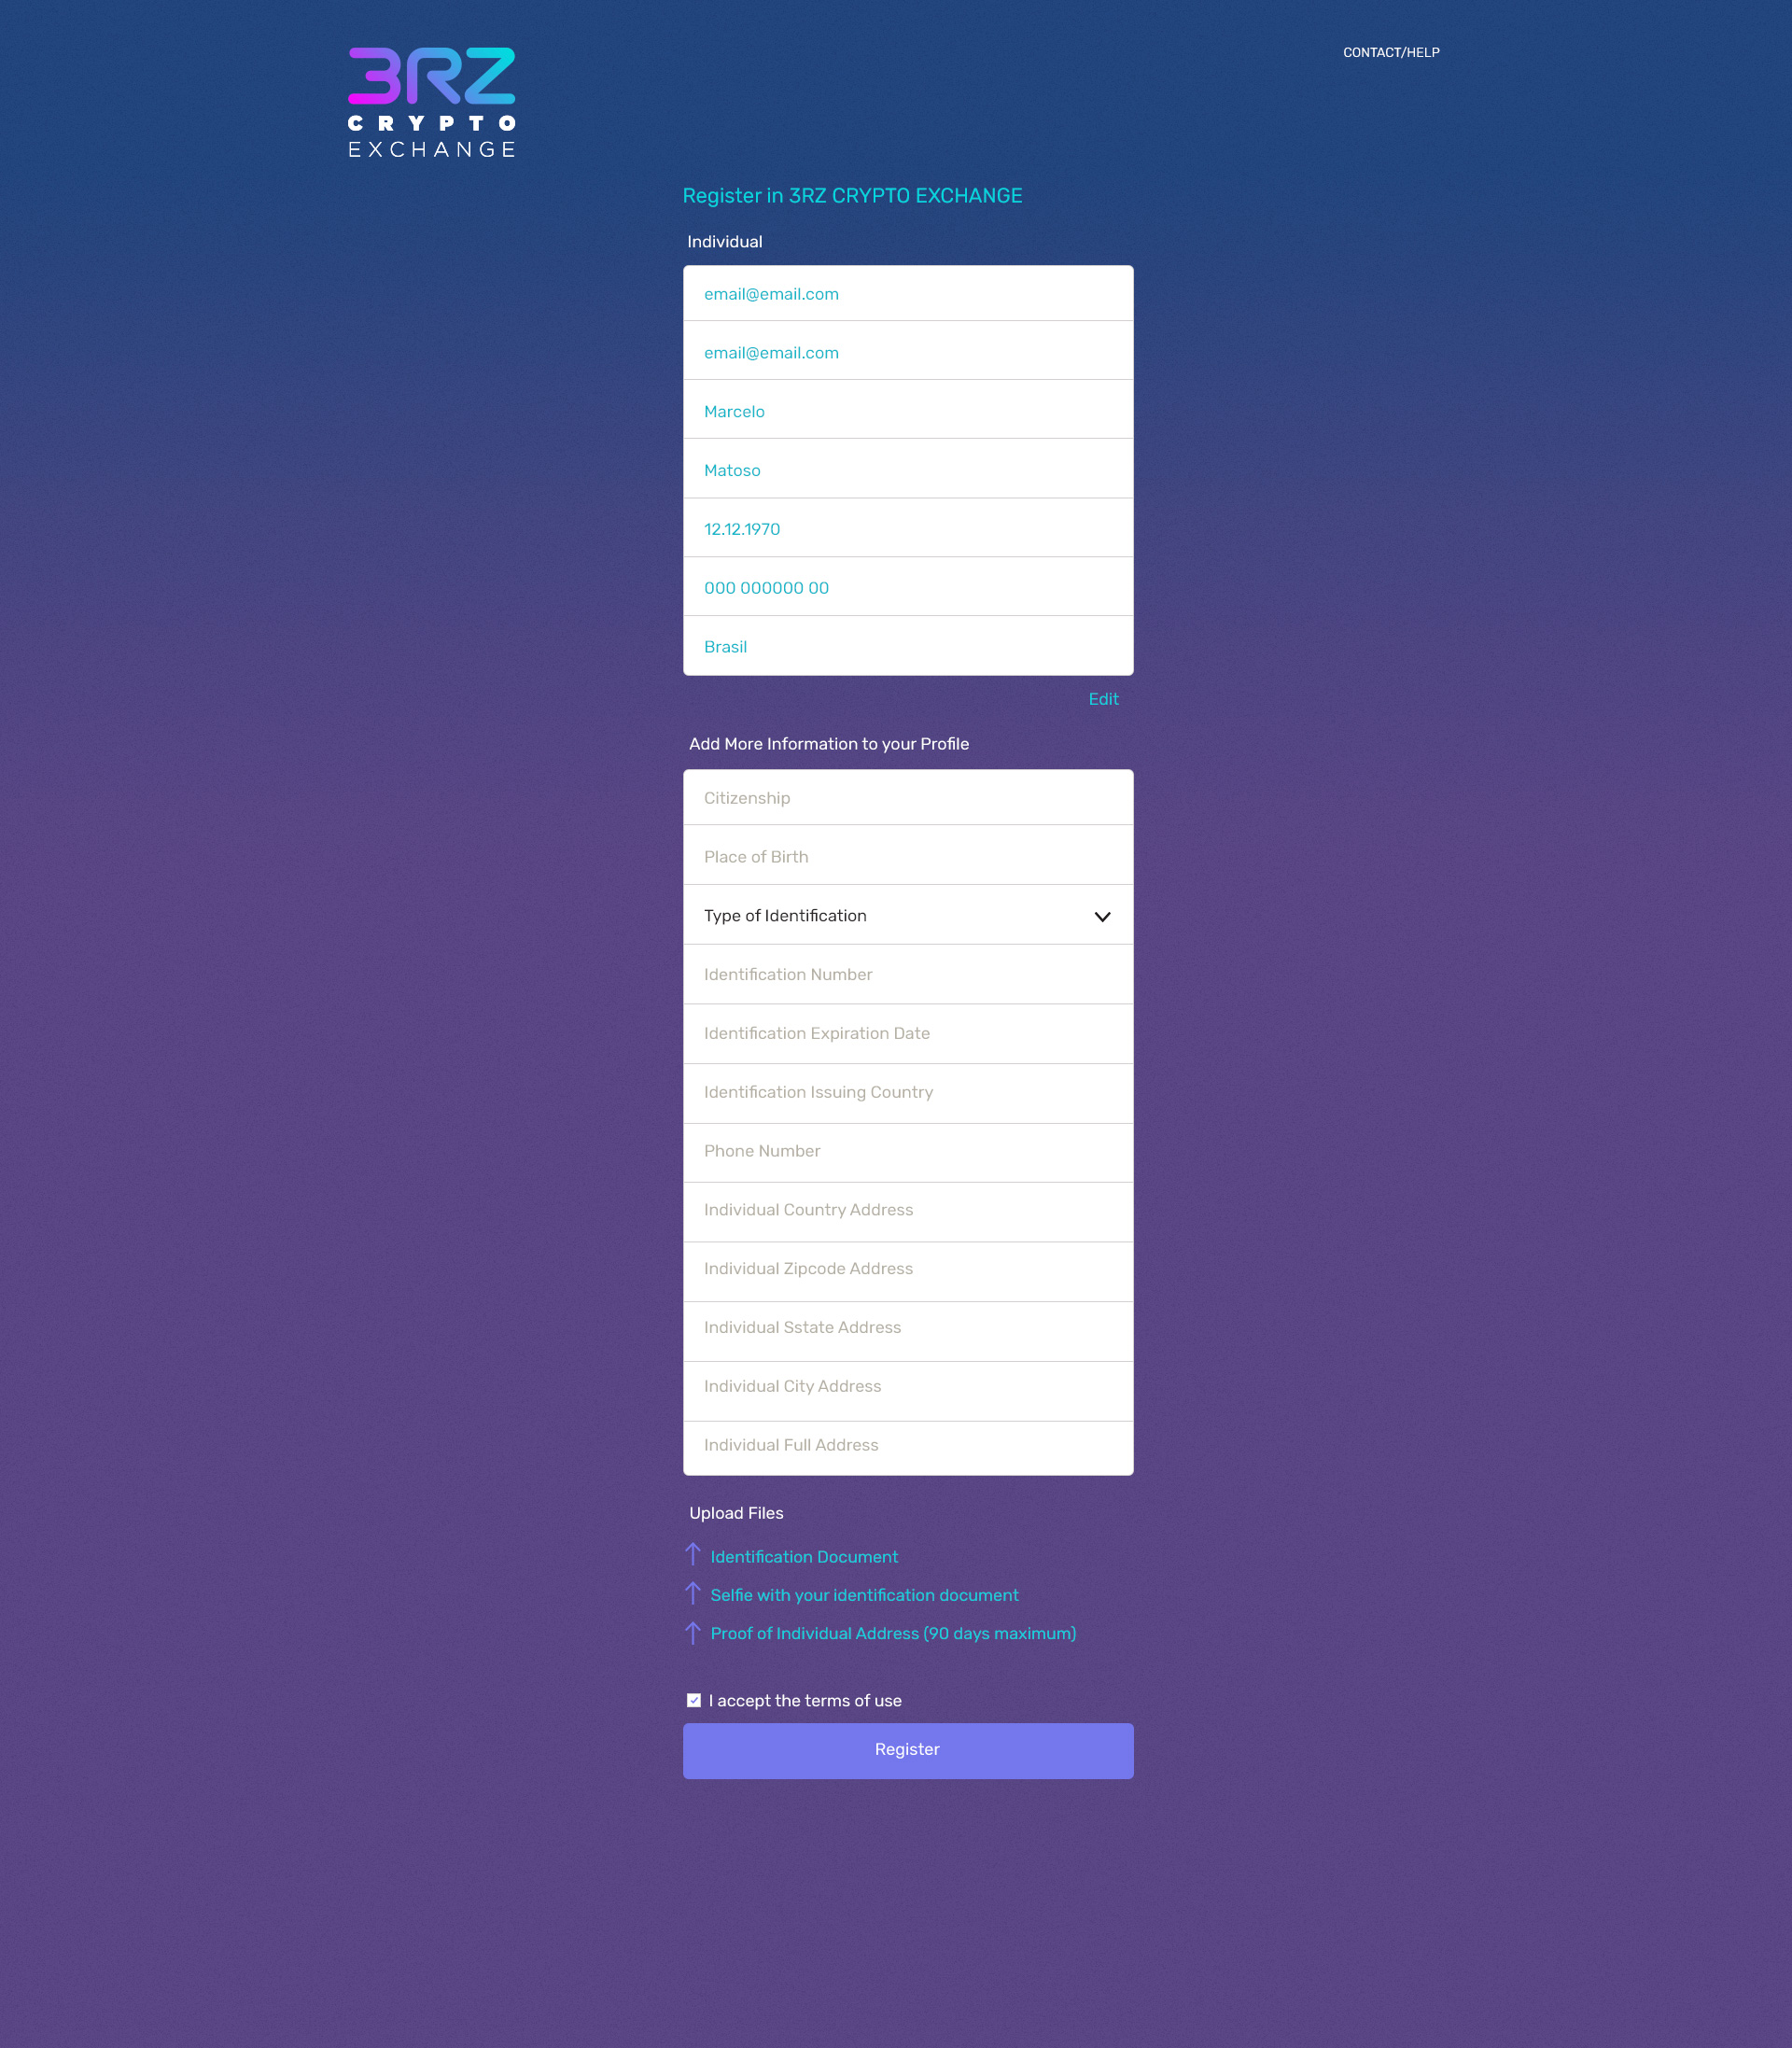 3RZ
CRYPTO
EXCHANGE
CONTACT/HELP
Register in 3RZ CRYPTO EXCHANGE
Individual
email@email.com
email@email.com
Marcelo
Matoso
12.12.1970
000 000000 00
Brasil
Edit
Add More Information to your Profile
Citizenship
Place of Birth
Type of Identification
Identification Number
Identification Expiration Date
Identification Issuing Country
Phone Number
Individual Country Address
Individual Zipcode Address
Individual Sstate Address
Individual City Address
Individual Full Address
Upload Files
Identification Document
Selfie with your identification document
Proof of Individual Address (90 days maximum)
I accept the terms of use
Register